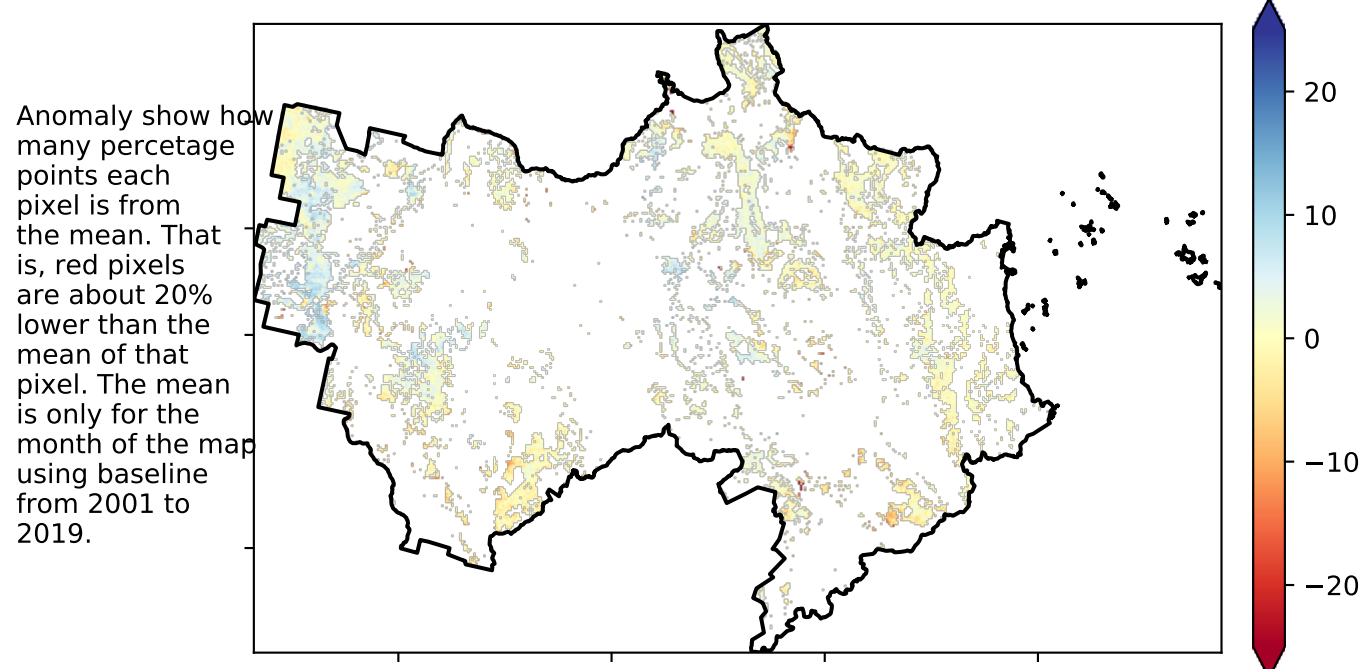 Anomaly show how
many percetage
points each
pixel is from
the mean. That
is, red pixels
are about 20%
lower than the
mean of that
pixel. The mean
is only for the
month of the map
using baseline
from 2001 to
2019.
20
10
0
−10
−20